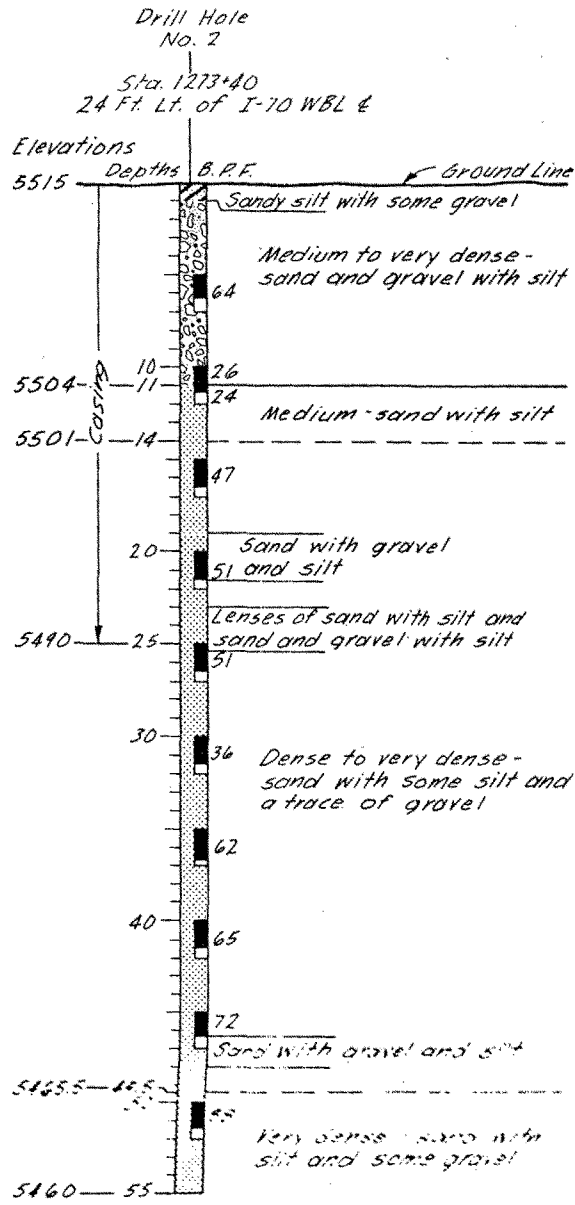 Drill Hole
No. 2
Sta. 1273+40
24 Ft. Lt. of I-70 WBL ℄
Elevations
Depths B.P.F.
Ground Line
5515
Sandy silt with some gravel
Medium to very dense-
sand and gravel with silt
64
10 26
5504 11 24
Casing
Medium-sand with silt
5501 14
47
20 Sand with gravel
51 and silt
Lenses of sand with silt and
sand and gravel with silt
5490 25
51
30 36
Dense to very dense-
sand with some silt and
a trace of gravel
62
40
65
72
Sand with gravel and silt
5465.5
Very dense-sand with
silt and some gravel
5460 55